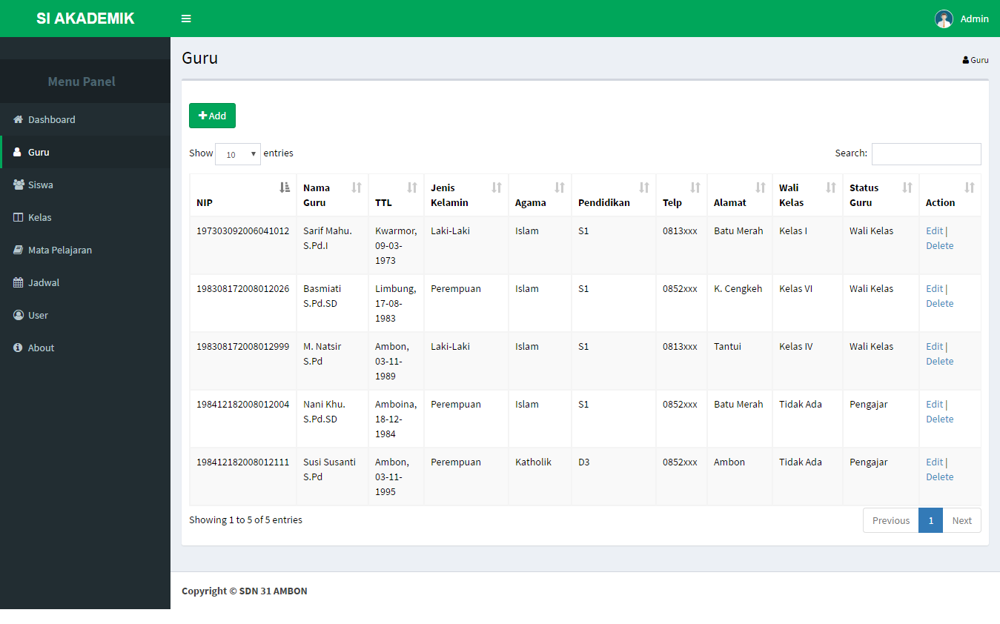 SI AKADEMIK
Admin
Menu Panel
Dashboard
Guru
Siswa
Kelas
Mata Pelajaran
Jadwal
User
About
Guru
Guru
Add
Show 10 entries
Search:
NIP Nama Guru TTL Jenis Kelamin Agama Pendidikan Telp Alamat Wali Kelas Status Guru Action
197303092006041012 Sarif Mahu. S.Pd.I Kwarmor, 09-03-1973 Laki-Laki Islam S1 0813xxx Batu Merah Kelas I Wali Kelas Edit | Delete
198308172008012026 Basmiati S.Pd.SD Limbung, 17-08-1983 Perempuan Islam S1 0852xxx K. Cengkeh Kelas VI Wali Kelas Edit | Delete
198308172008012999 M. Natsir S.Pd Ambon, 03-11-1989 Laki-Laki Islam S1 0813xxx Tantui Kelas IV Wali Kelas Edit | Delete
198412182008012004 Nani Khu. S.Pd.SD Amboina, 18-12-1984 Perempuan Islam S1 0852xxx Batu Merah Tidak Ada Pengajar Edit | Delete
198412182008012111 Susi Susanti S.Pd Ambon, 03-11-1995 Perempuan Katholik D3 0852xxx Ambon Tidak Ada Pengajar Edit | Delete
Showing 1 to 5 of 5 entries
Previous 1 Next
Copyright © SDN 31 AMBON